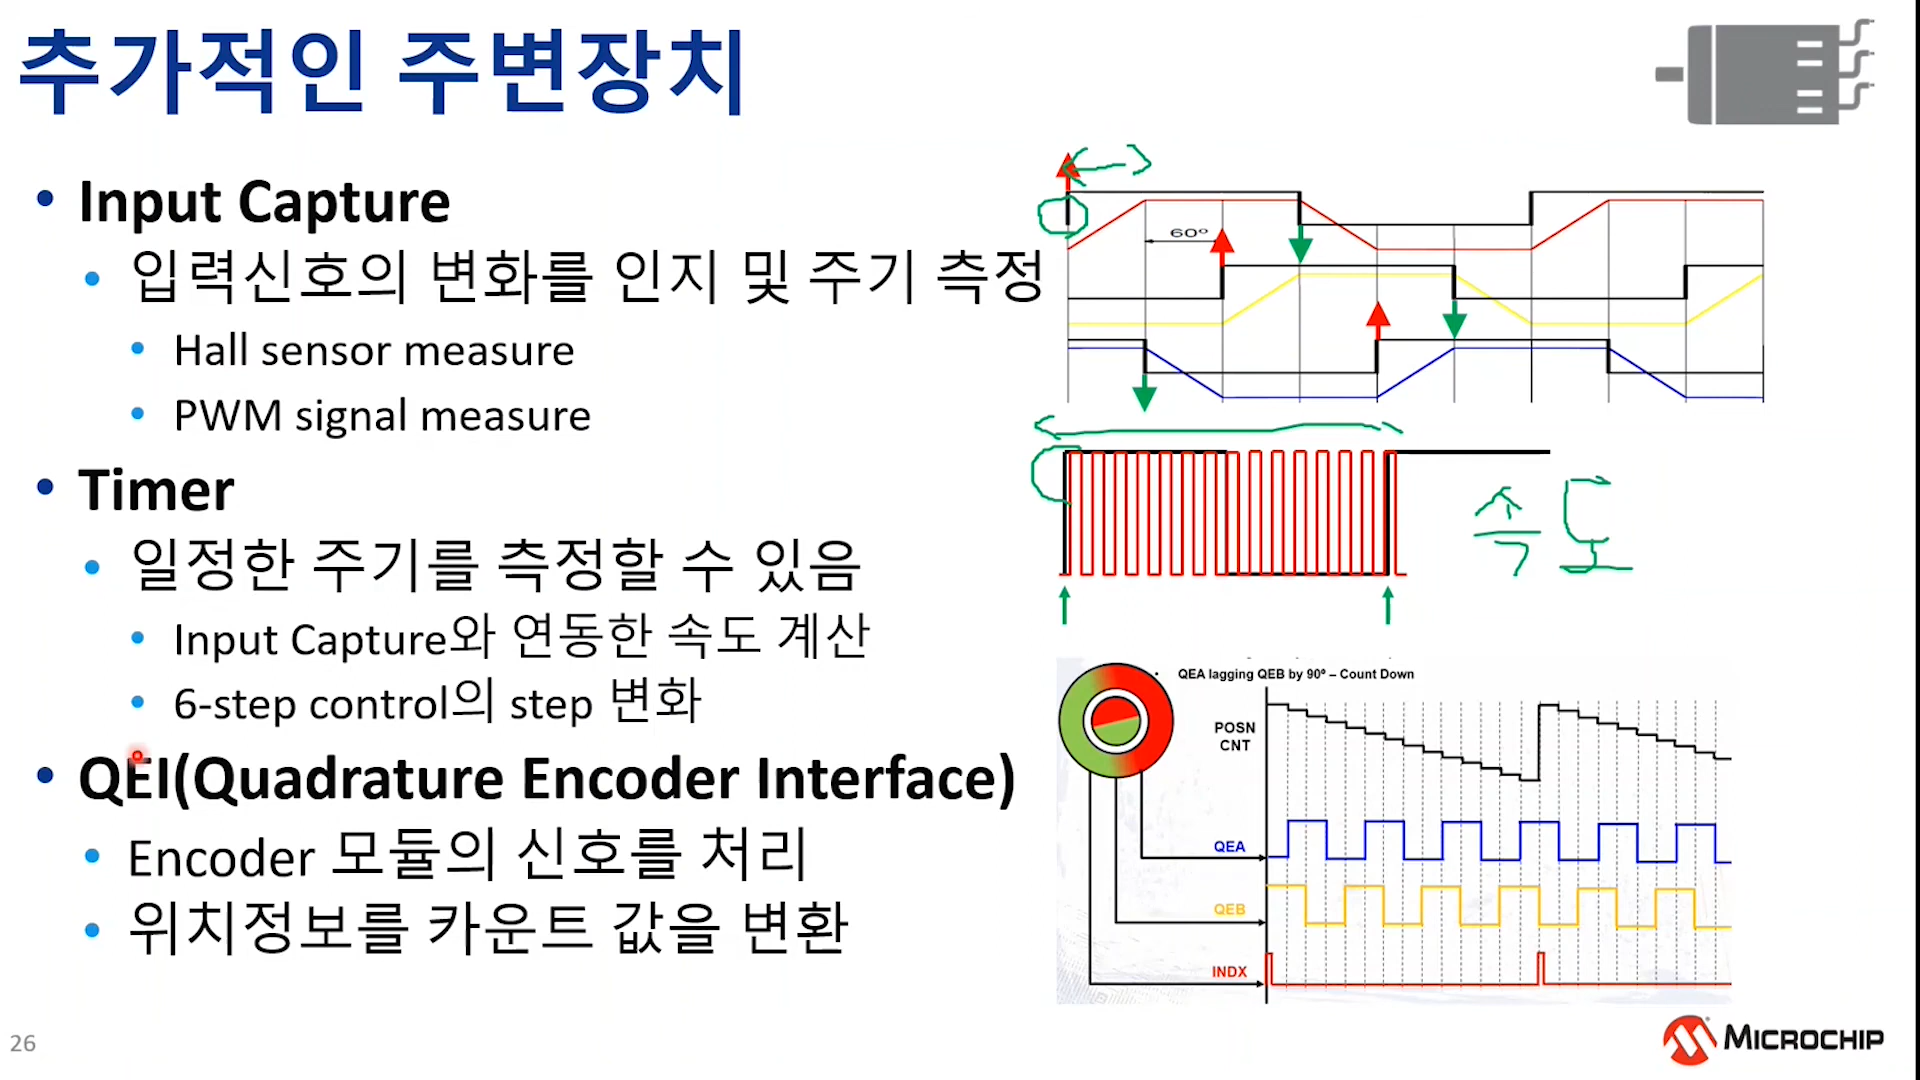 추가적인 주변장치
• Input Capture
• 입력신호의 변화를 인지 및 주기 측정
• Hall sensor measure
• PWM signal measure
• Timer
• 일정한 주기를 측정할 수 있음
• Input Capture와 연동한 속도 계산
• 6-step control의 step 변화
• QEI(Quadrature Encoder Interface)
• Encoder 모듈의 신호를 처리
• 위치정보를 카운트 값을 변환
60º
속도
• QEA lagging QEB by 90º – Count Down
POSN
CNT
QEA
QEB
INDX
26
MICROCHIP